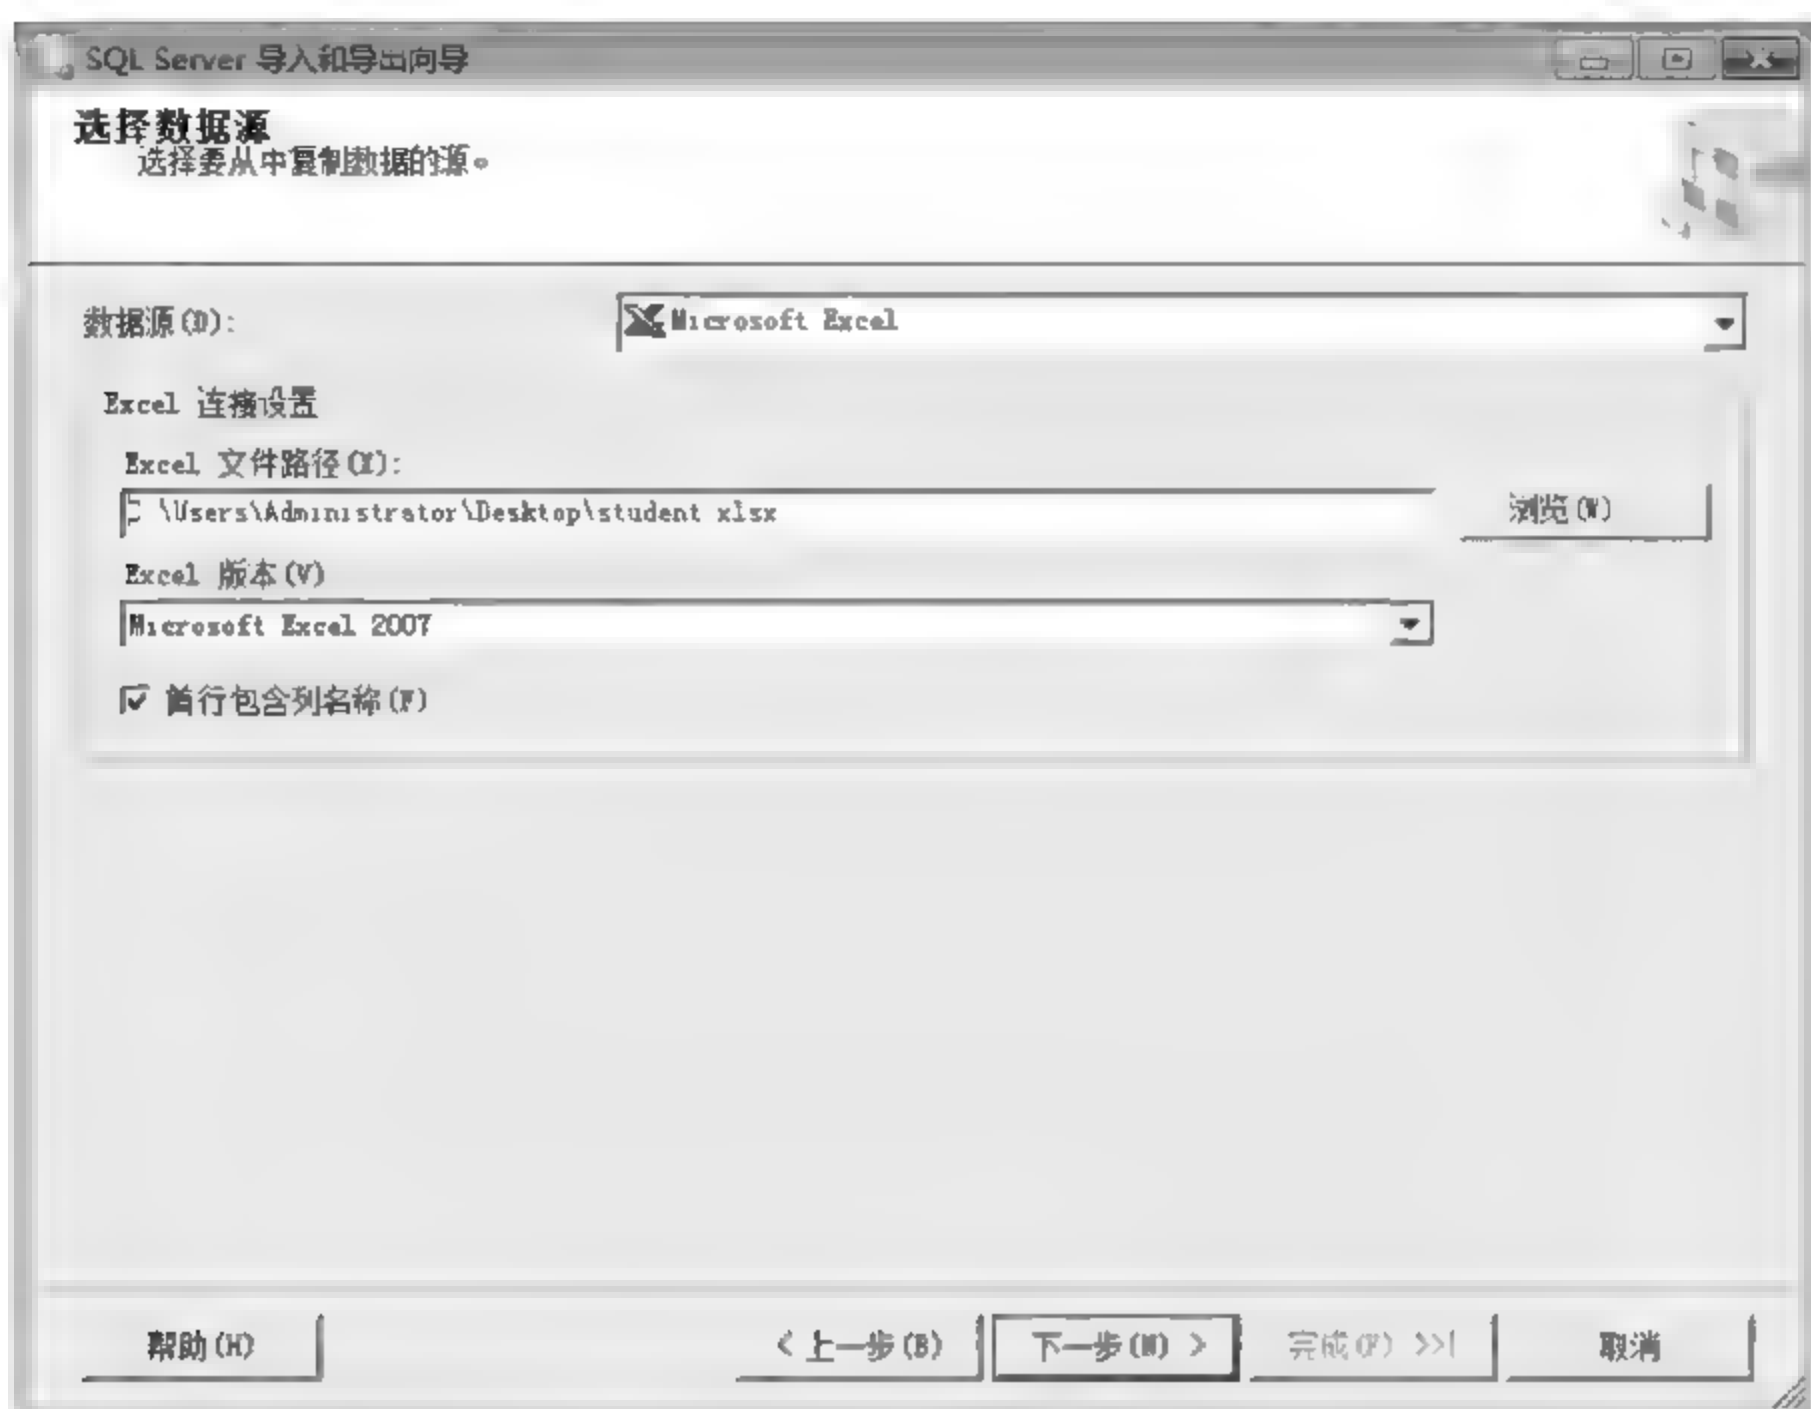 SQL Server 导入和导出向导
选择数据源
选择要从中复制数据的源。
数据源(D):
Microsoft Excel
Excel 连接设置
Excel 文件路径(X):
C \Users\Administrator\Desktop\student xlsx
浏览(W)
Excel 版本(V)
Microsoft Excel 2007
首行包含列名称(F)
帮助(H)
< 上一步(B)
下一步(N) >
完成(F) >>|
取消